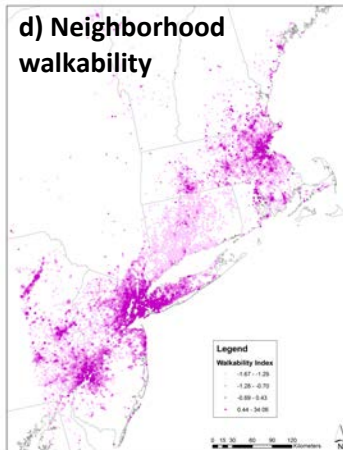 d) Neighborhood
walkability
Legend
Walkability Index
-1.67 - -1.29
-1.28 - -0.70
-0.69 - 0.43
0.44 - 34.06
0 15 30 60 90 120
Kilometers
N